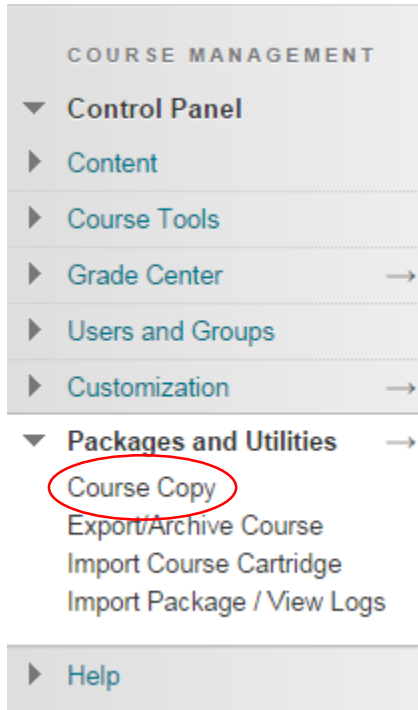 COURSE MANAGEMENT
Control Panel
Content
Course Tools
Grade Center
Users and Groups
Customization
Packages and Utilities
Course Copy
Export/Archive Course
Import Course Cartridge
Import Package / View Logs
Help